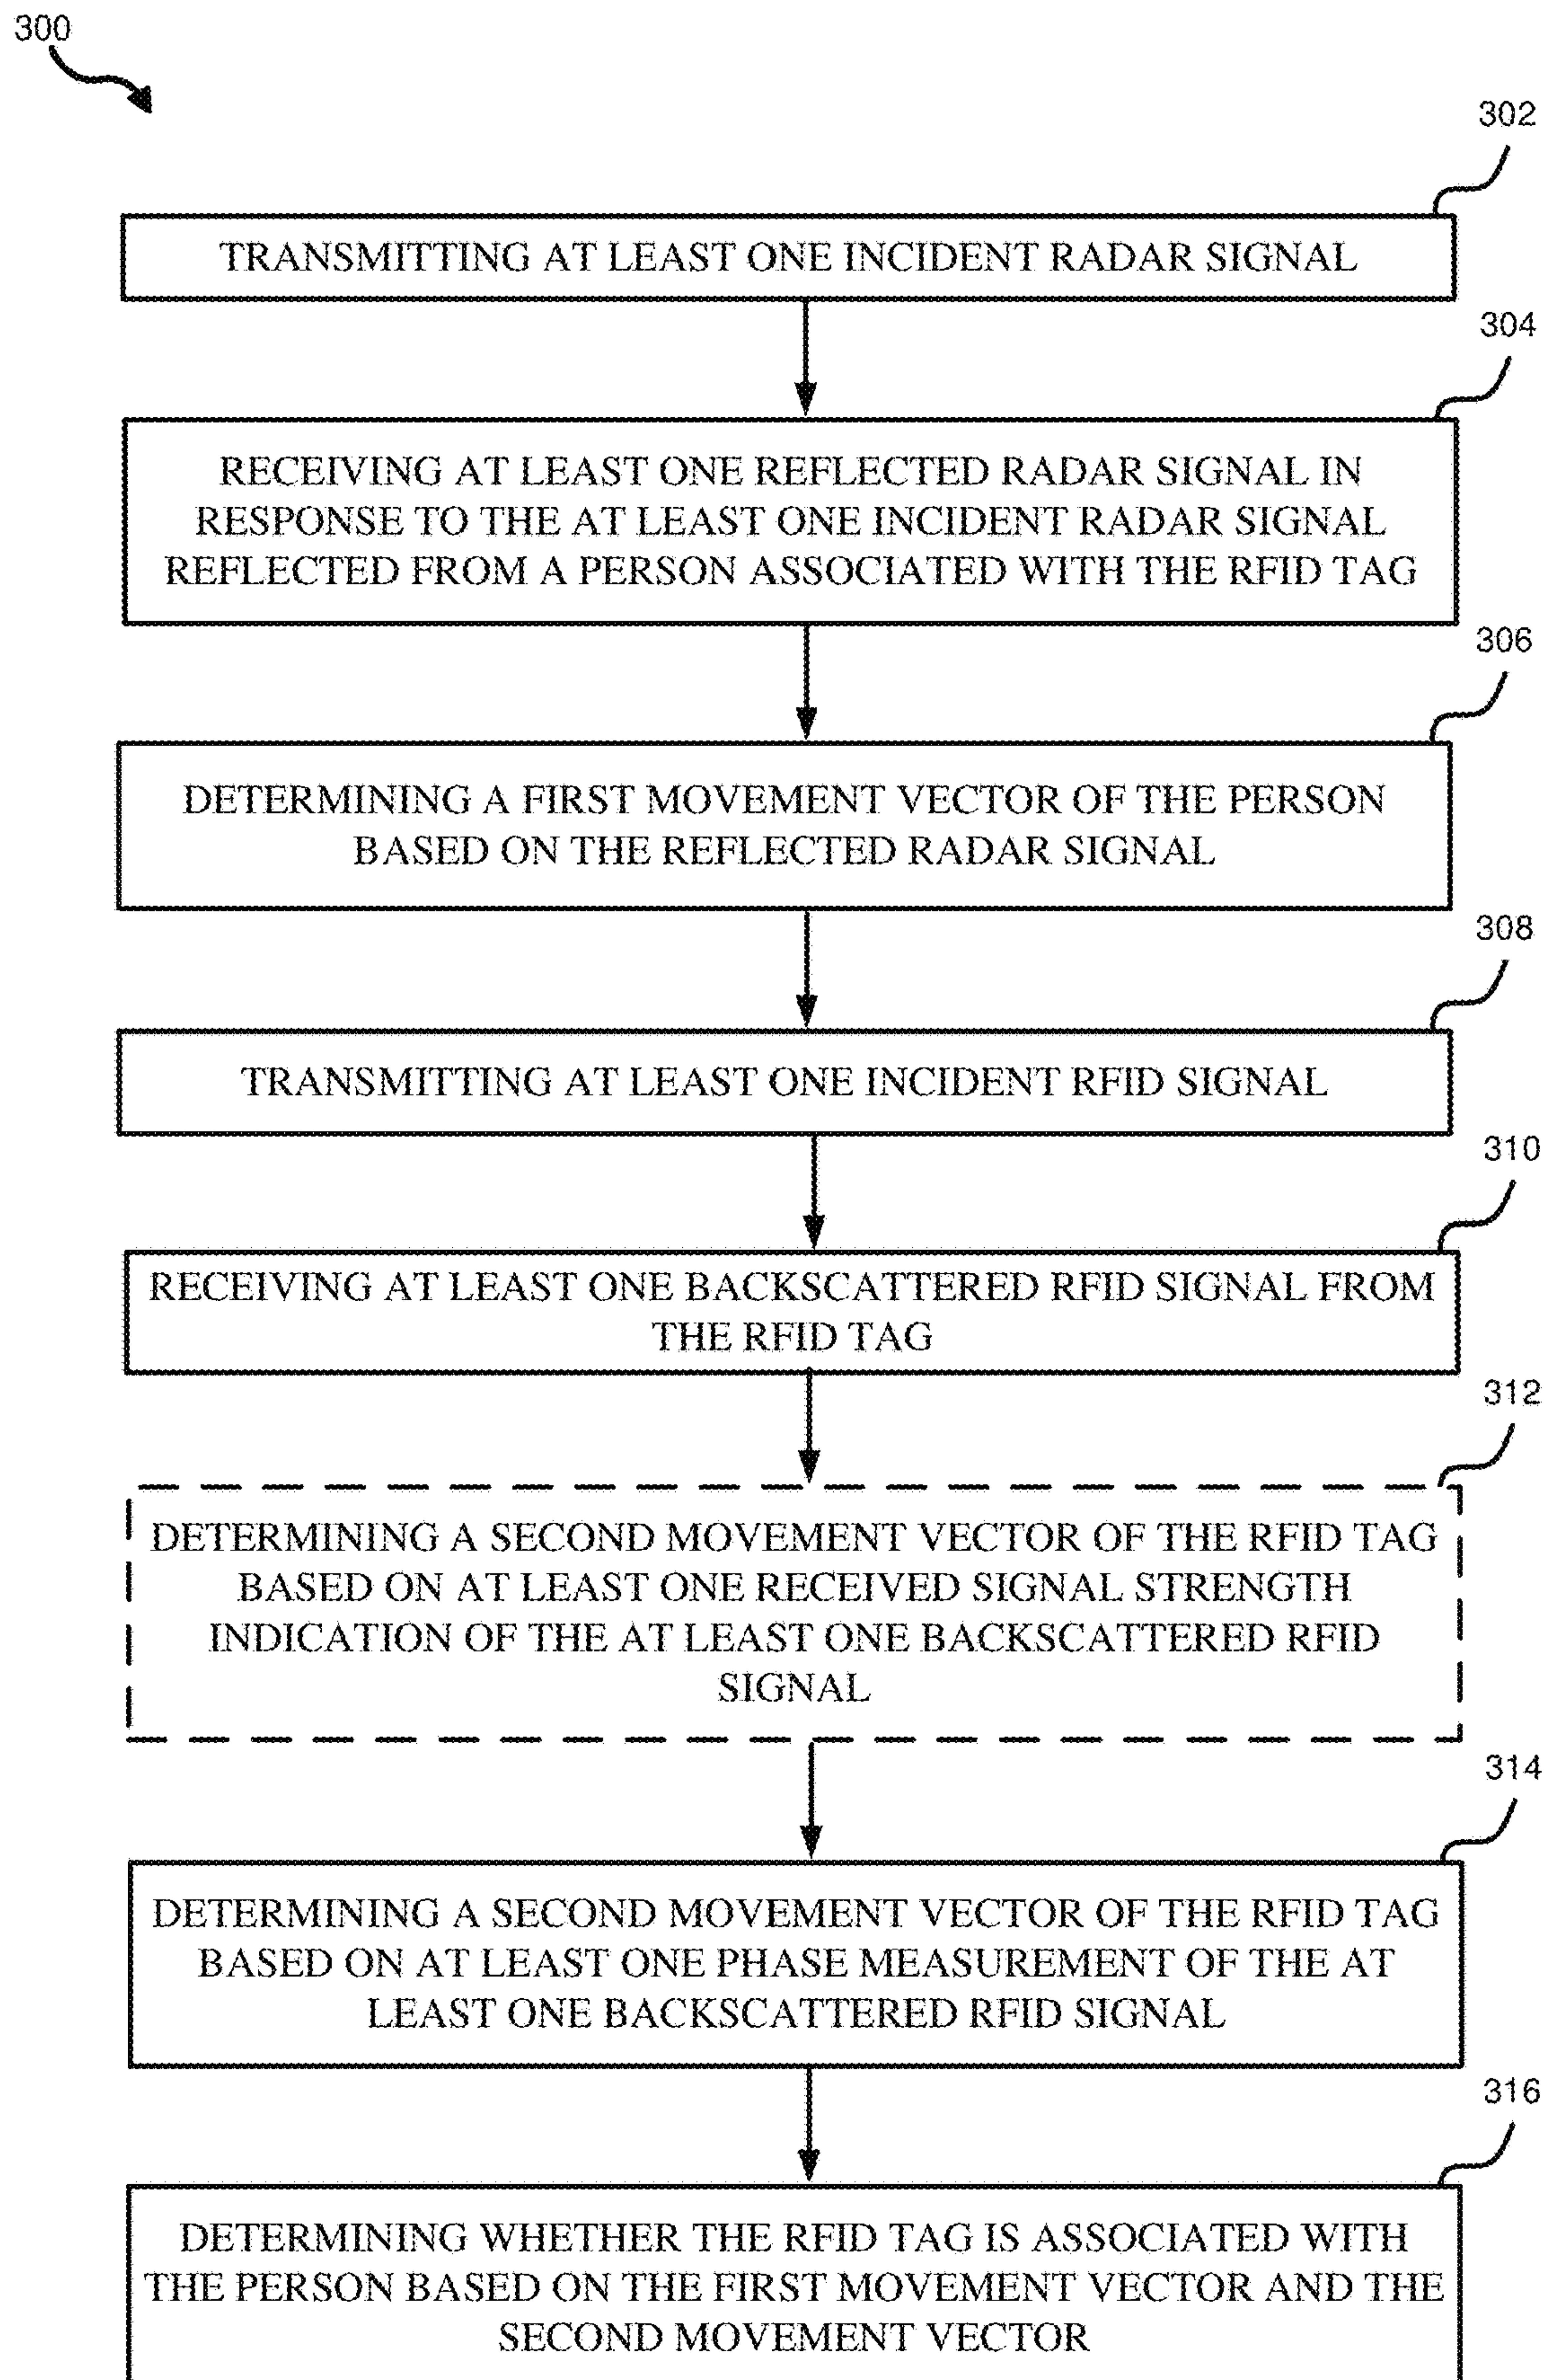 300
302
TRANSMITTING AT LEAST ONE INCIDENT RADAR SIGNAL
304
RECEIVING AT LEAST ONE REFLECTED RADAR SIGNAL IN
RESPONSE TO THE AT LEAST ONE INCIDENT RADAR SIGNAL
REFLECTED FROM A PERSON ASSOCIATED WITH THE RFID TAG
306
DETERMINING A FIRST MOVEMENT VECTOR OF THE PERSON
BASED ON THE REFLECTED RADAR SIGNAL
308
TRANSMITTING AT LEAST ONE INCIDENT RFID SIGNAL
310
RECEIVING AT LEAST ONE BACKSCATTERED RFID SIGNAL FROM
THE RFID TAG
312
DETERMINING A SECOND MOVEMENT VECTOR OF THE RFID TAG
BASED ON AT LEAST ONE RECEIVED SIGNAL STRENGTH
INDICATION OF THE AT LEAST ONE BACKSCATTERED RFID
SIGNAL
314
DETERMINING A SECOND MOVEMENT VECTOR OF THE RFID TAG
BASED ON AT LEAST ONE PHASE MEASUREMENT OF THE AT
LEAST ONE BACKSCATTERED RFID SIGNAL
316
DETERMINING WHETHER THE RFID TAG IS ASSOCIATED WITH
THE PERSON BASED ON THE FIRST MOVEMENT VECTOR AND THE
SECOND MOVEMENT VECTOR